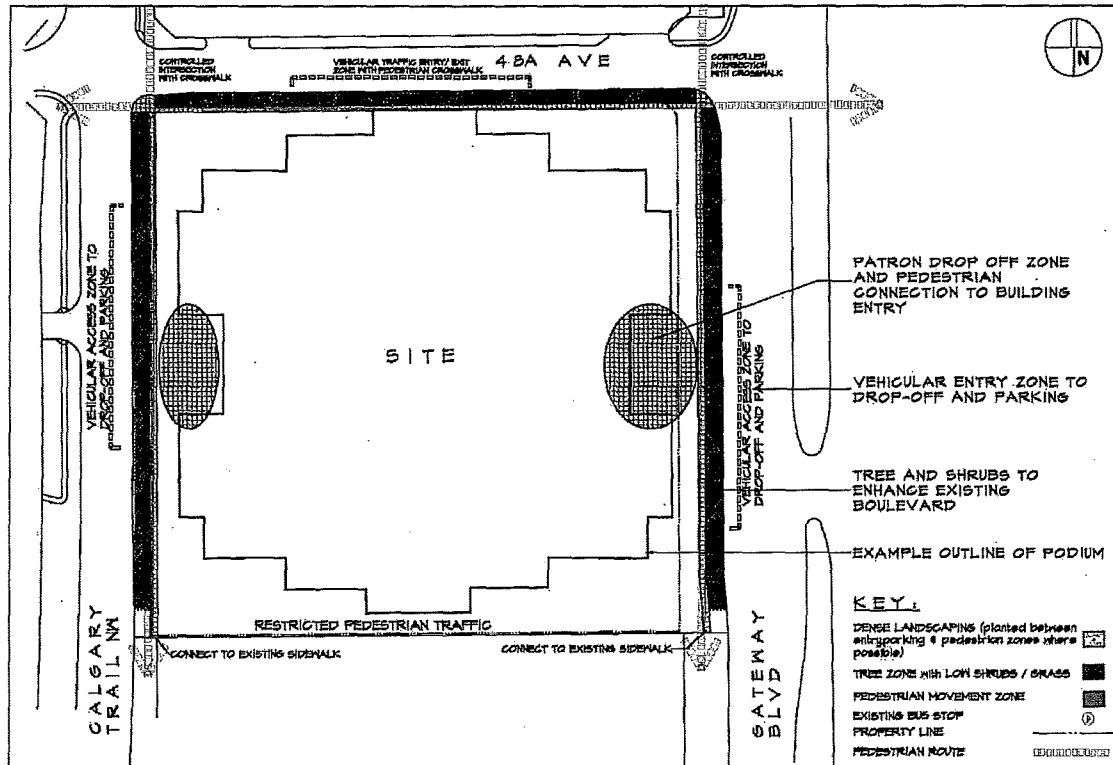 CONTROLLED
INTERSECTION
WITH CROSSWALK
VEHICULAR TRAFFIC ENTRY/EXIT
ZONE WITH PEDESTRIAN CROSSWALK
48A AVE
CONTROLLED
INTERSECTION
WITH CROSSWALK
N
VEHICULAR ACCESS ZONE TO
DROP-OFF AND PARKING
SITE
VEHICULAR ACCESS ZONE TO
DROP-OFF AND PARKING
PATRON DROP OFF ZONE
AND PEDESTRIAN
CONNECTION TO BUILDING
ENTRY
VEHICULAR ENTRY ZONE TO
DROP-OFF AND PARKING
TREE AND SHRUBS TO
ENHANCE EXISTING
BOULEVARD
EXAMPLE OUTLINE OF PODIUM
RESTRICTED PEDESTRIAN TRAFFIC
CONNECT TO EXISTING SIDEWALK
CONNECT TO EXISTING SIDEWALK
CALGARY
TRAIL NW
GATEWAY
BLVD
KEY:
DENSE LANDSCAPING (planted between
entryparking & pedestrian zones where
possible)
TREE ZONE with LOW SHRUBS / GRASS
PEDESTRIAN MOVEMENT ZONE
EXISTING BUS STOP
PROPERTY LINE
PEDESTRIAN ROUTE